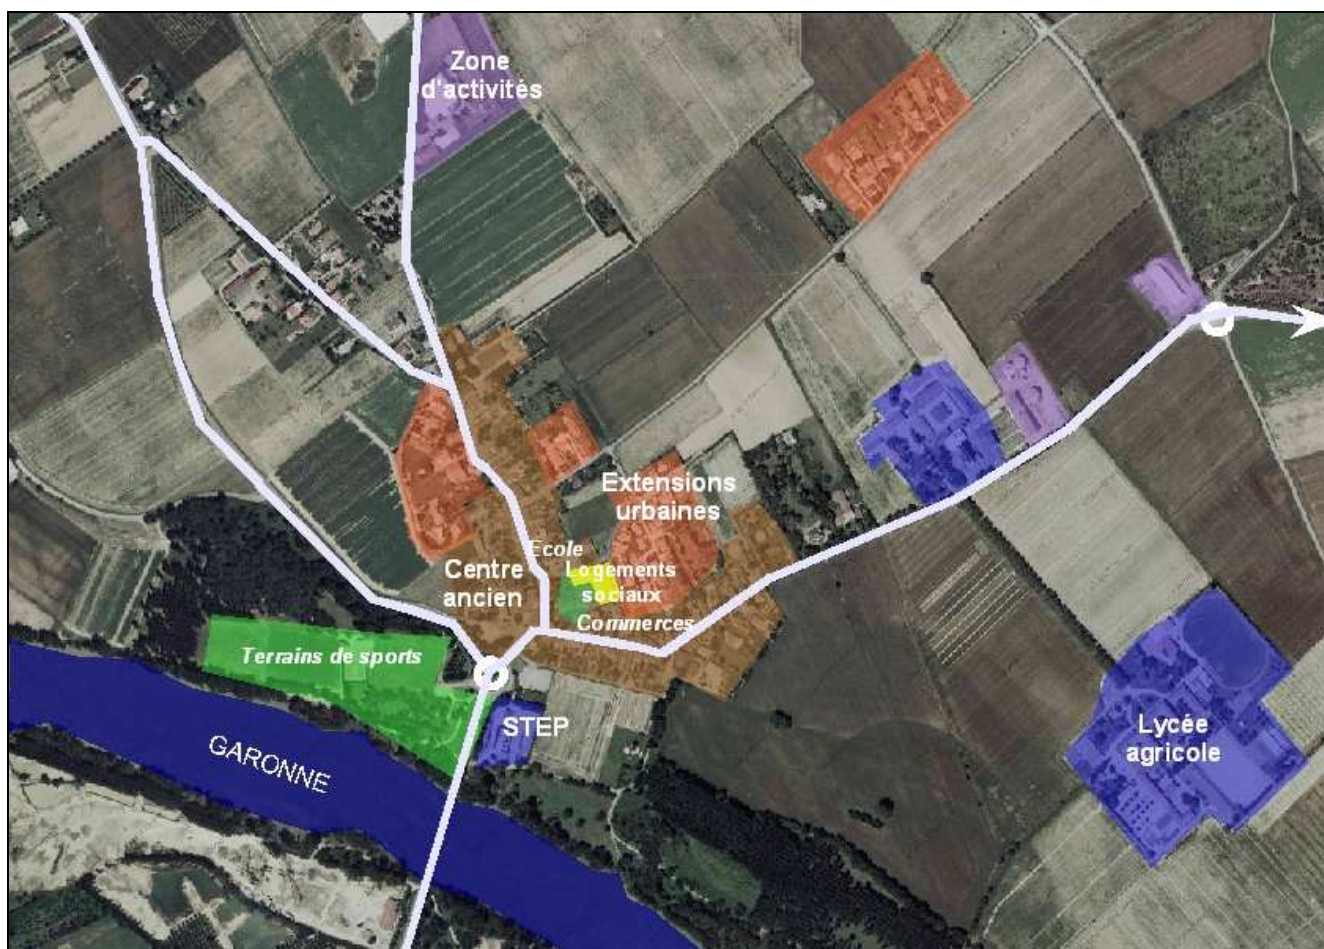 Zone
d'activités
Extensions
urbaines
Ecole
Logements
sociaux
Centre
ancien
Commerces
Terrains de sports
STEP
GARONNE
Lycée
agricole